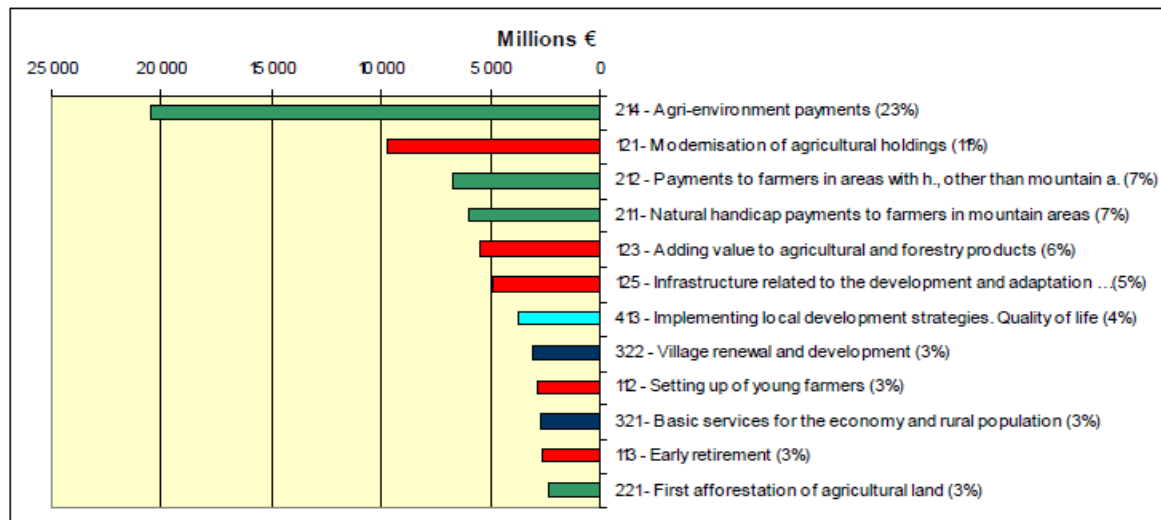 Millions €
25 000 20 000 15 000 10 000 5 000 0
214 - Agri-environment payments (23%)
121- Modernisation of agricultural holdings (11%)
212 - Payments to farmers in areas with h., other than mountain a. (7%)
211- Natural handicap payments to farmers in mountain areas (7%)
123 - Adding value to agricultural and forestry products (6%)
125 - Infrastructure related to the development and adaptation ...(5%)
413 - Implementing local development strategies. Quality of life (4%)
322 - Village renewal and development (3%)
112 - Setting up of young farmers (3%)
321- Basic services for the economy and rural population (3%)
113 - Early retirement (3%)
221- First afforestation of agricultural land (3%)